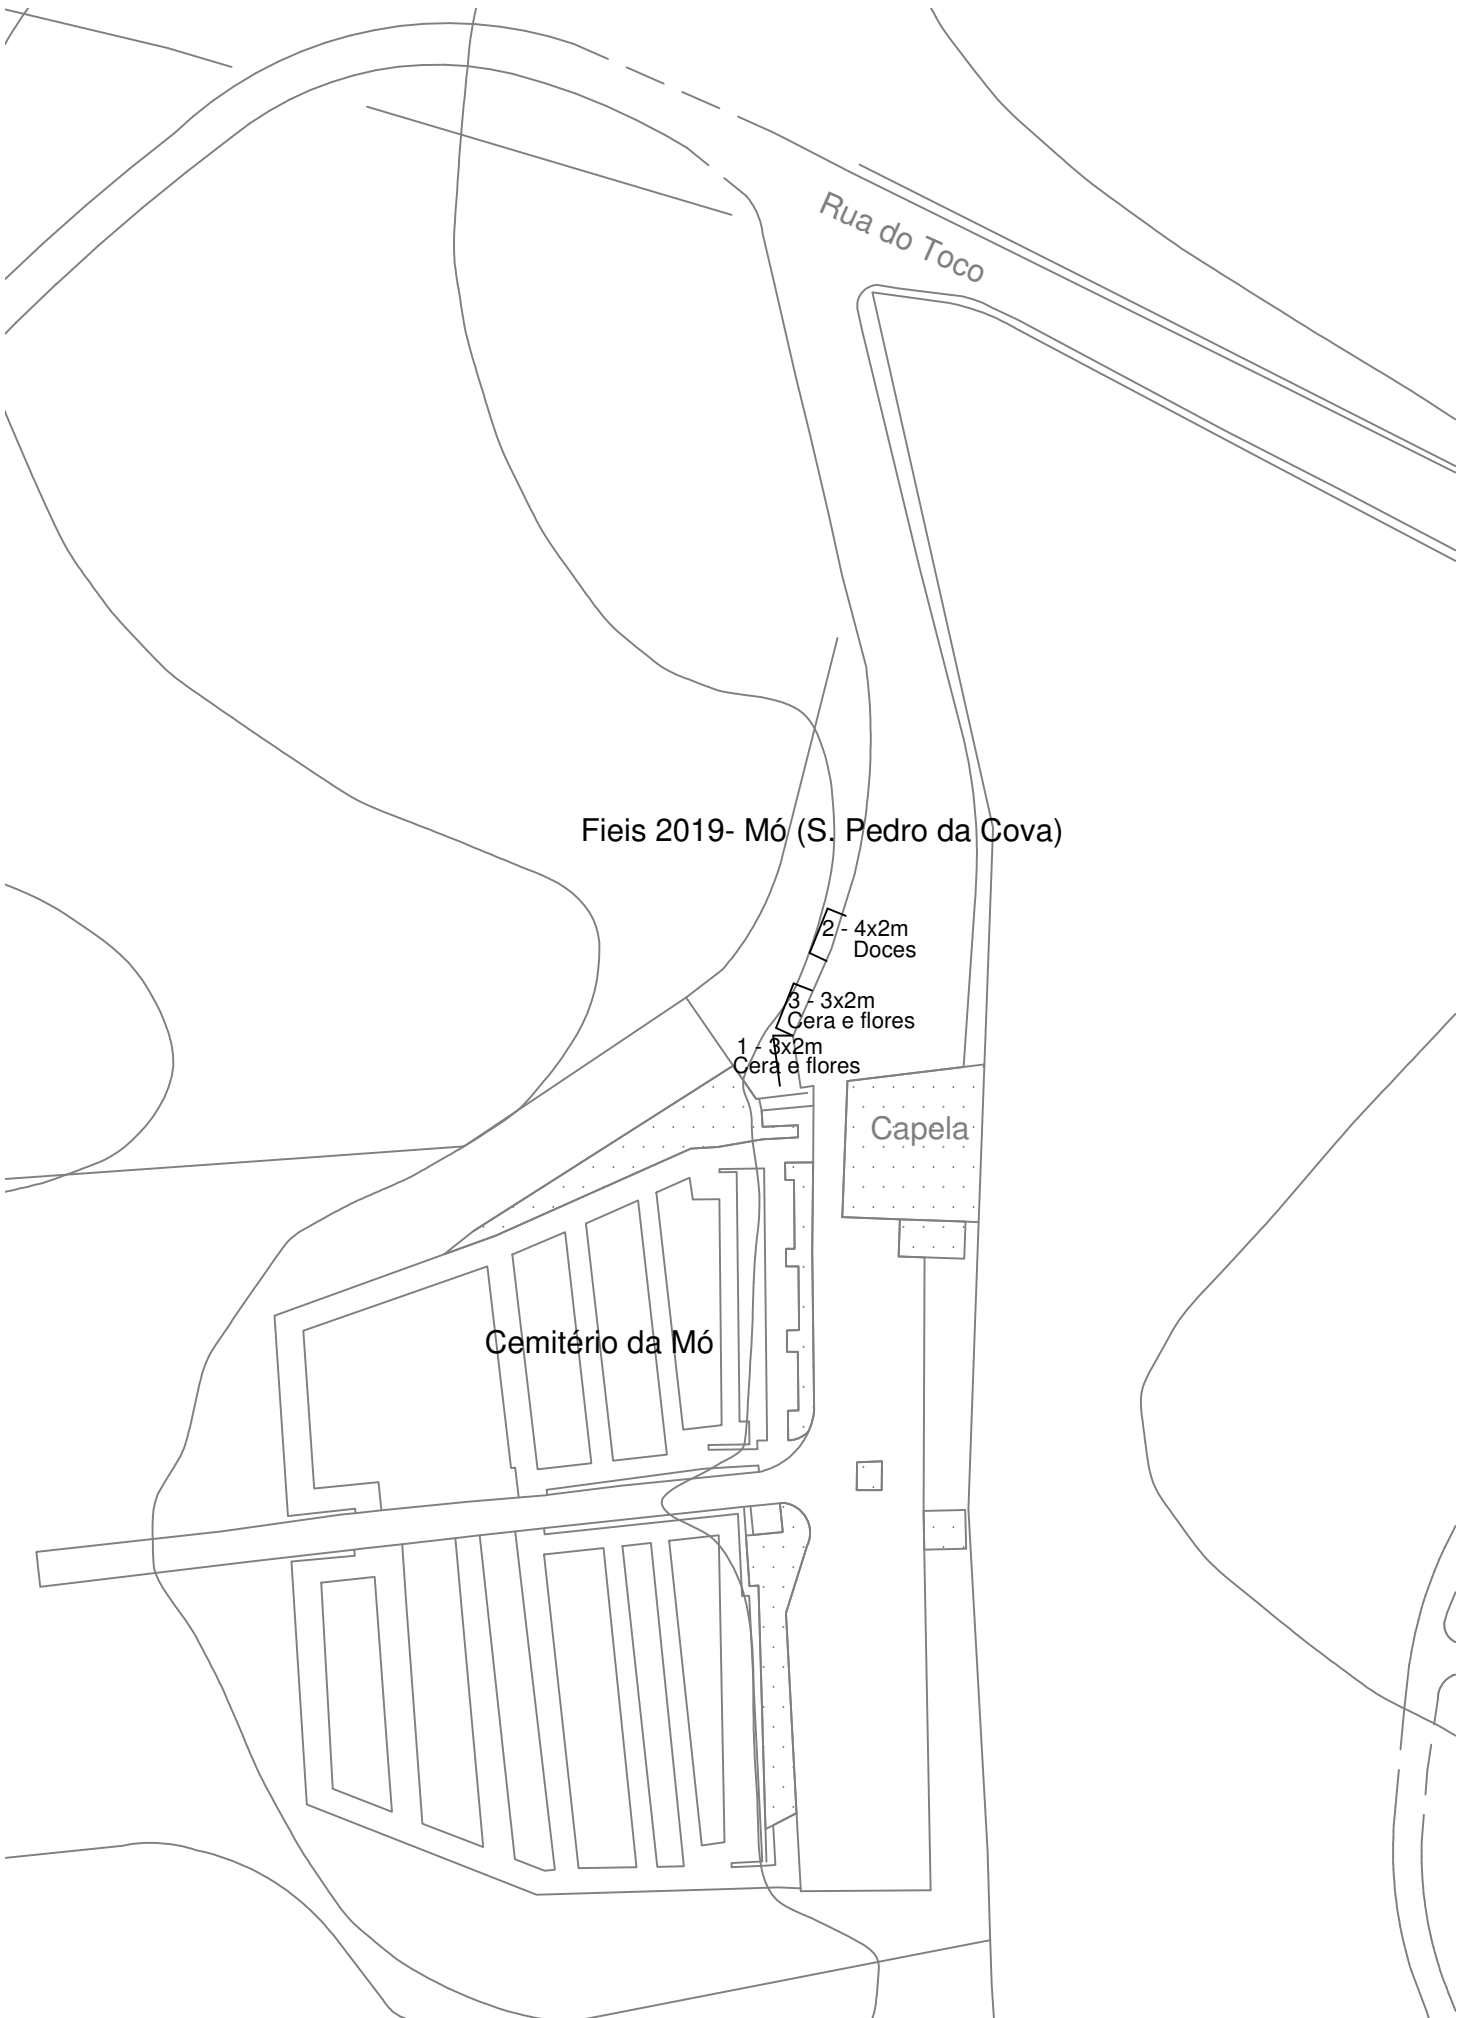 Rua do Toco
Fieis 2019- Mó (S. Pedro da Cova)
2 - 4x2m
Doces
3 - 3x2m
Cera e flores
1 - 3x2m
Cera e flores
Capela
Cemitério da Mó